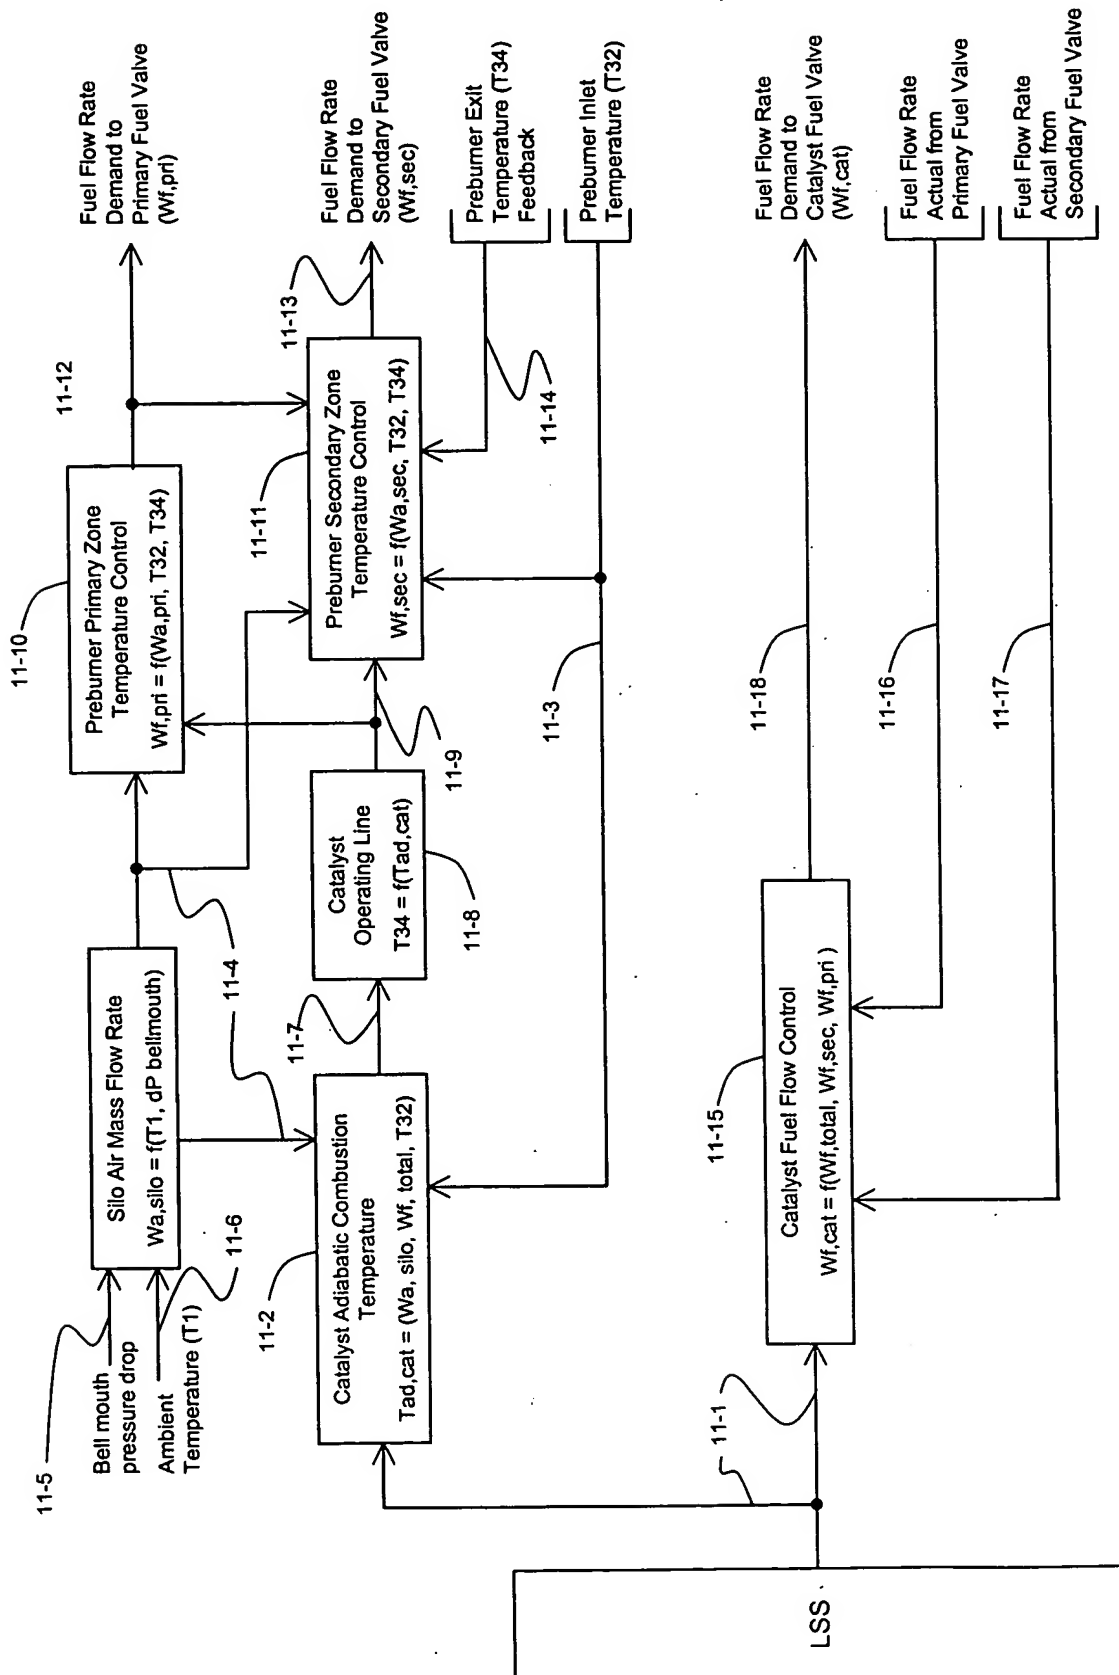 11-5
Bell mouth
pressure drop
Ambient
Temperature (T1)
11-6
Silo Air Mass Flow Rate
Wa,silo = f(T1, dP bellmouth)
11-4
11-10
Preburner Primary Zone
Temperature Control
Wf,pri = f(Wa,pri, T32, T34)
11-12
Fuel Flow Rate
Demand to
Primary Fuel Valve
(Wf,pri)
11-2
Catalyst Adiabatic Combustion
Temperature
Tad,cat = (Wa, silo, Wf, total, T32)
11-7
Catalyst
Operating Line
T34 = f(Tad,cat)
11-8
11-9
11-11
Preburner Secondary Zone
Temperature Control
Wf,sec = f(Wa,sec, T32, T34)
11-13
Fuel Flow Rate
Demand to
Secondary Fuel Valve
(Wf,sec)
11-14
Preburner Exit
Temperature (T34)
Feedback
11-3
Preburner Inlet
Temperature (T32)
LSS
11-1
11-15
Catalyst Fuel Flow Control
Wf,cat = f(Wf,total, Wf,sec, Wf,pri )
11-18
Fuel Flow Rate
Demand to
Catalyst Fuel Valve
(Wf,cat)
11-16
Fuel Flow Rate
Actual from
Primary Fuel Valve
11-17
Fuel Flow Rate
Actual from
Secondary Fuel Valve